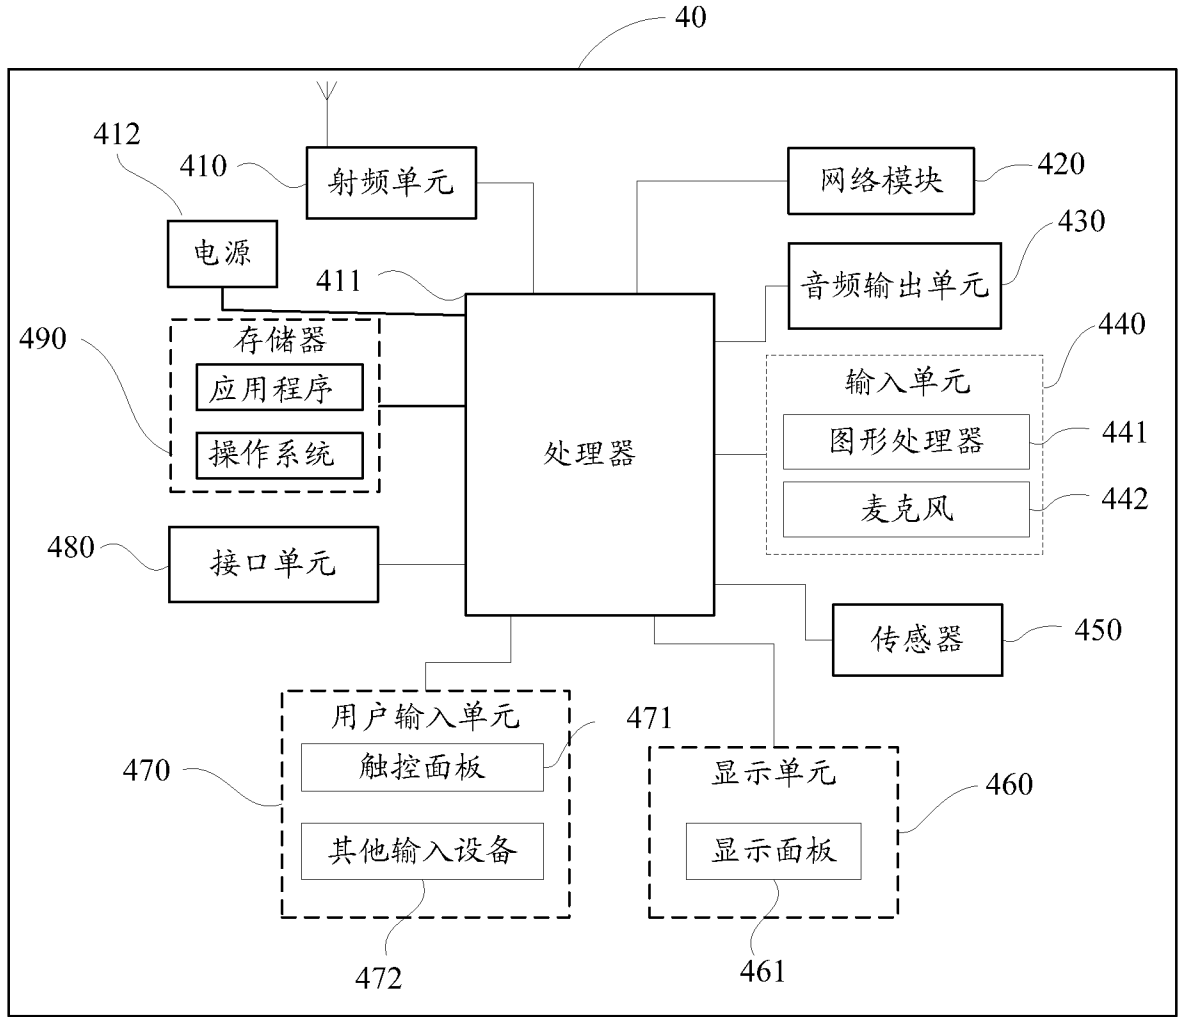 40
412
410
射频单元
网络模块
420
电源
411
音频输出单元
430
490
存储器
应用程序
操作系统
处理器
440
输入单元
图形处理器
441
麦克风
442
480
接口单元
传感器
450
用户输入单元
471
470
触控面板
其他输入设备
472
显示单元
460
显示面板
461